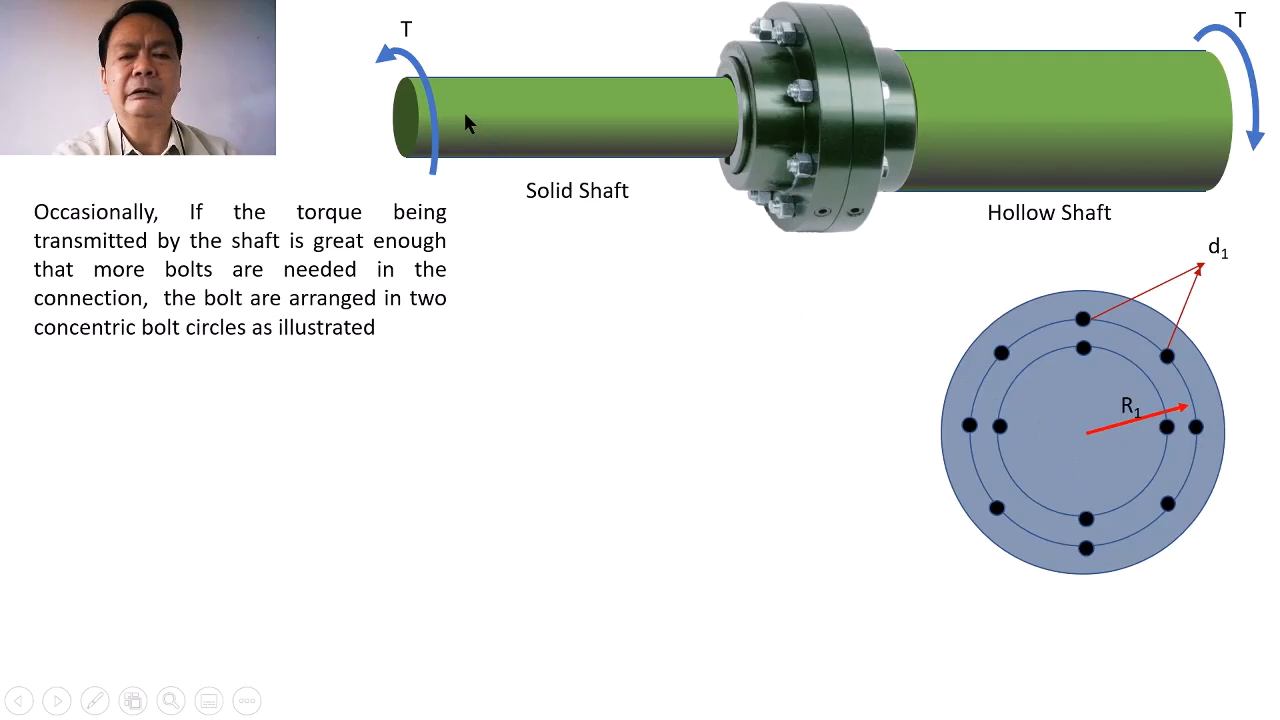 T
T
Solid Shaft
Hollow Shaft
Occasionally, If the torque being
transmitted by the shaft is great enough
that more bolts are needed in the
connection, the bolt are arranged in two
concentric bolt circles as illustrated
d₁
R₁